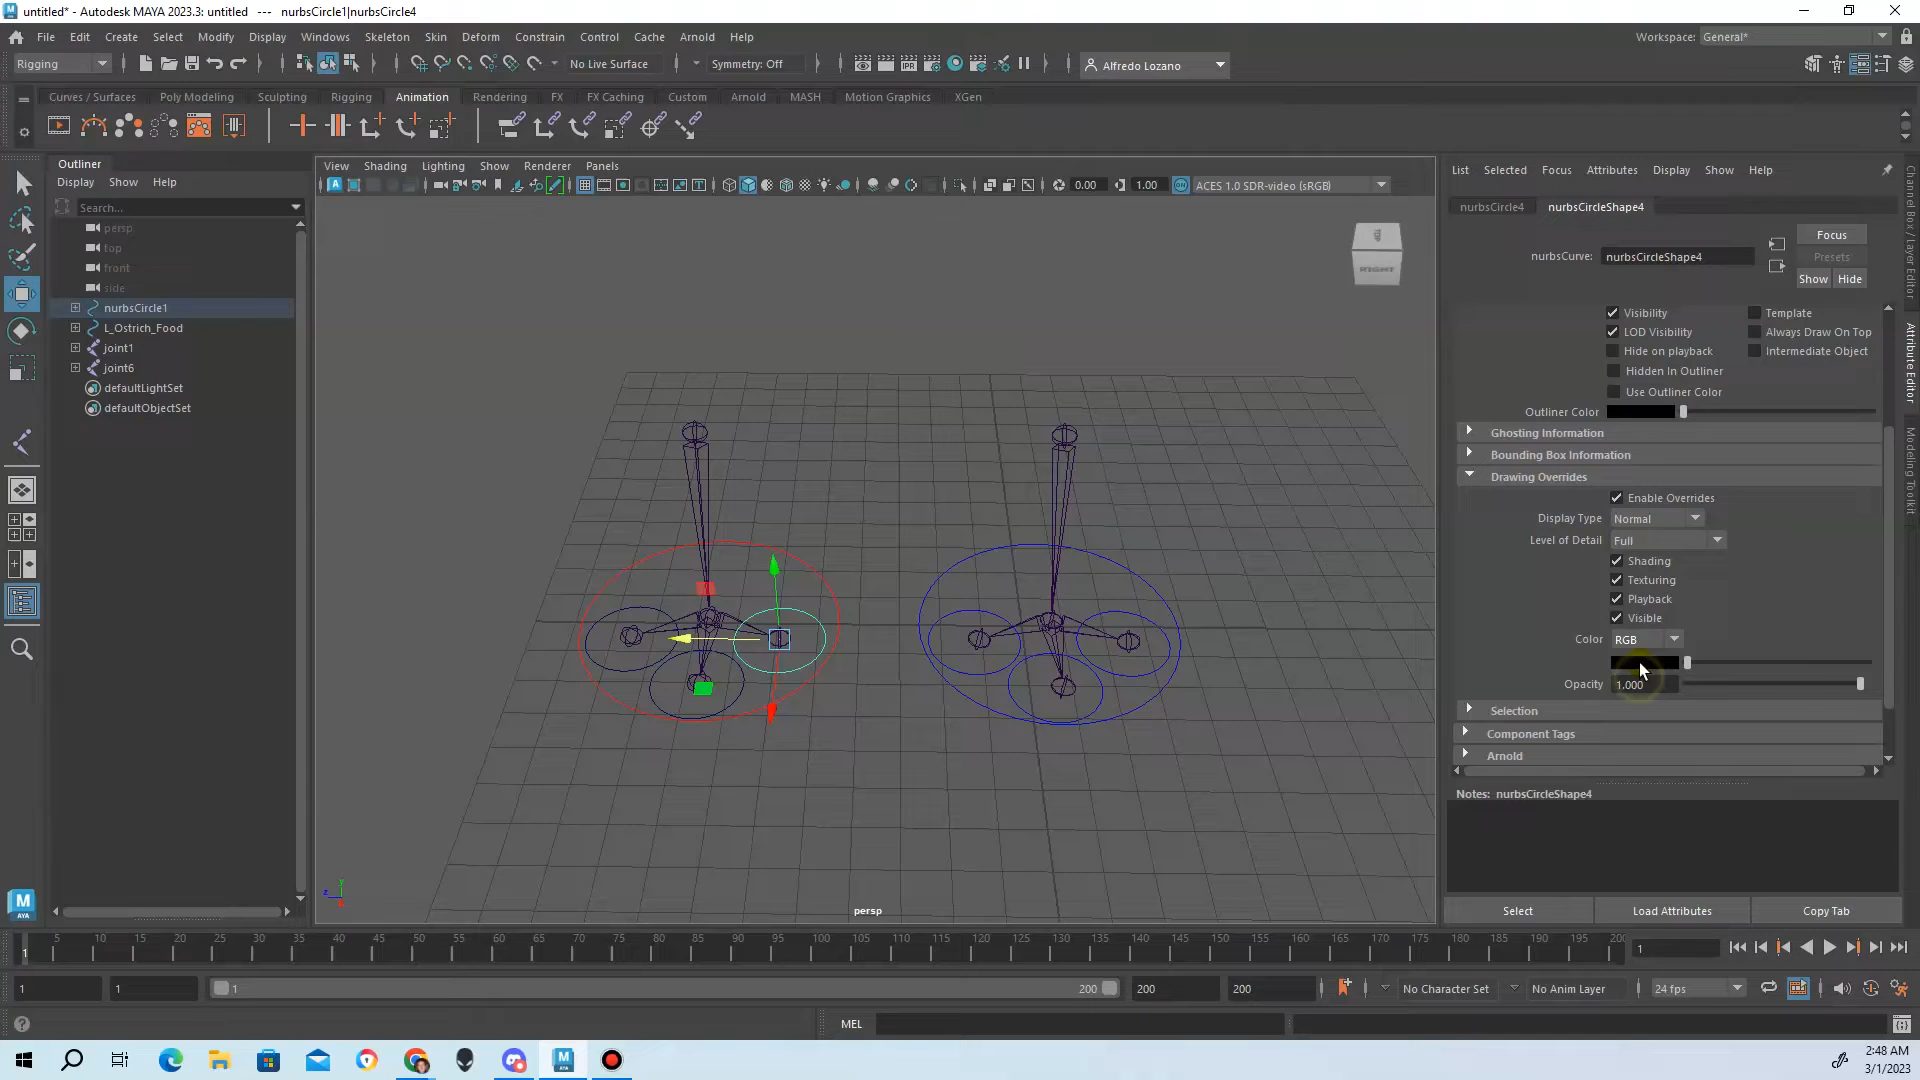 untitled* - Autodesk MAYA 2023.3: untitled --- nurbsCircle1|nurbsCircle4
File Edit Create Select Modify Display Windows Skeleton Skin Deform Constrain Control Cache Arnold Help
Workspace: General*
Rigging
No Live Surface
Symmetry: Off
Alfredo Lozano
Curves / Surfaces Poly Modeling Sculpting Rigging Animation Rendering FX FX Caching Custom Arnold MASH Motion Graphics XGen
Outliner
Display Show Help
Search...
persp
top
front
side
nurbsCircle1
L_Ostrich_Food
joint1
joint6
defaultLightSet
defaultObjectSet
View Shading Lighting Show Renderer Panels
0.00
1.00
ACES 1.0 SDR-video (sRGB)
RIGHT
persp
List Selected Focus Attributes Display Show Help
nurbsCircle4 nurbsCircleShape4
nurbsCurve: nurbsCircleShape4
Focus
Presets
Show Hide
Visibility Template
LOD Visibility Always Draw On Top
Hide on playback Intermediate Object
Hidden In Outliner
Use Outliner Color
Outliner Color
Ghosting Information
Bounding Box Information
Drawing Overrides
Enable Overrides
Display Type Normal
Level of Detail Full
Shading
Texturing
Playback
Visible
Color RGB
Opacity 1.000
Selection
Component Tags
Arnold
Notes: nurbsCircleShape4
Select Load Attributes Copy Tab
Channel Box / Layer Editor
Attribute Editor
Modeling Toolkit
5 10 15 20 25 30 35 40 45 50 55 60 65 70 75 80 85 90 95 100 105 110 115 120 125 130 135 140 145 150 155 160 165 170 175 180 185 190 195 200
1
1
1 1 1 200 200 200
No Character Set
No Anim Layer
24 fps
MEL
MAYA
2:48 AM
3/1/2023